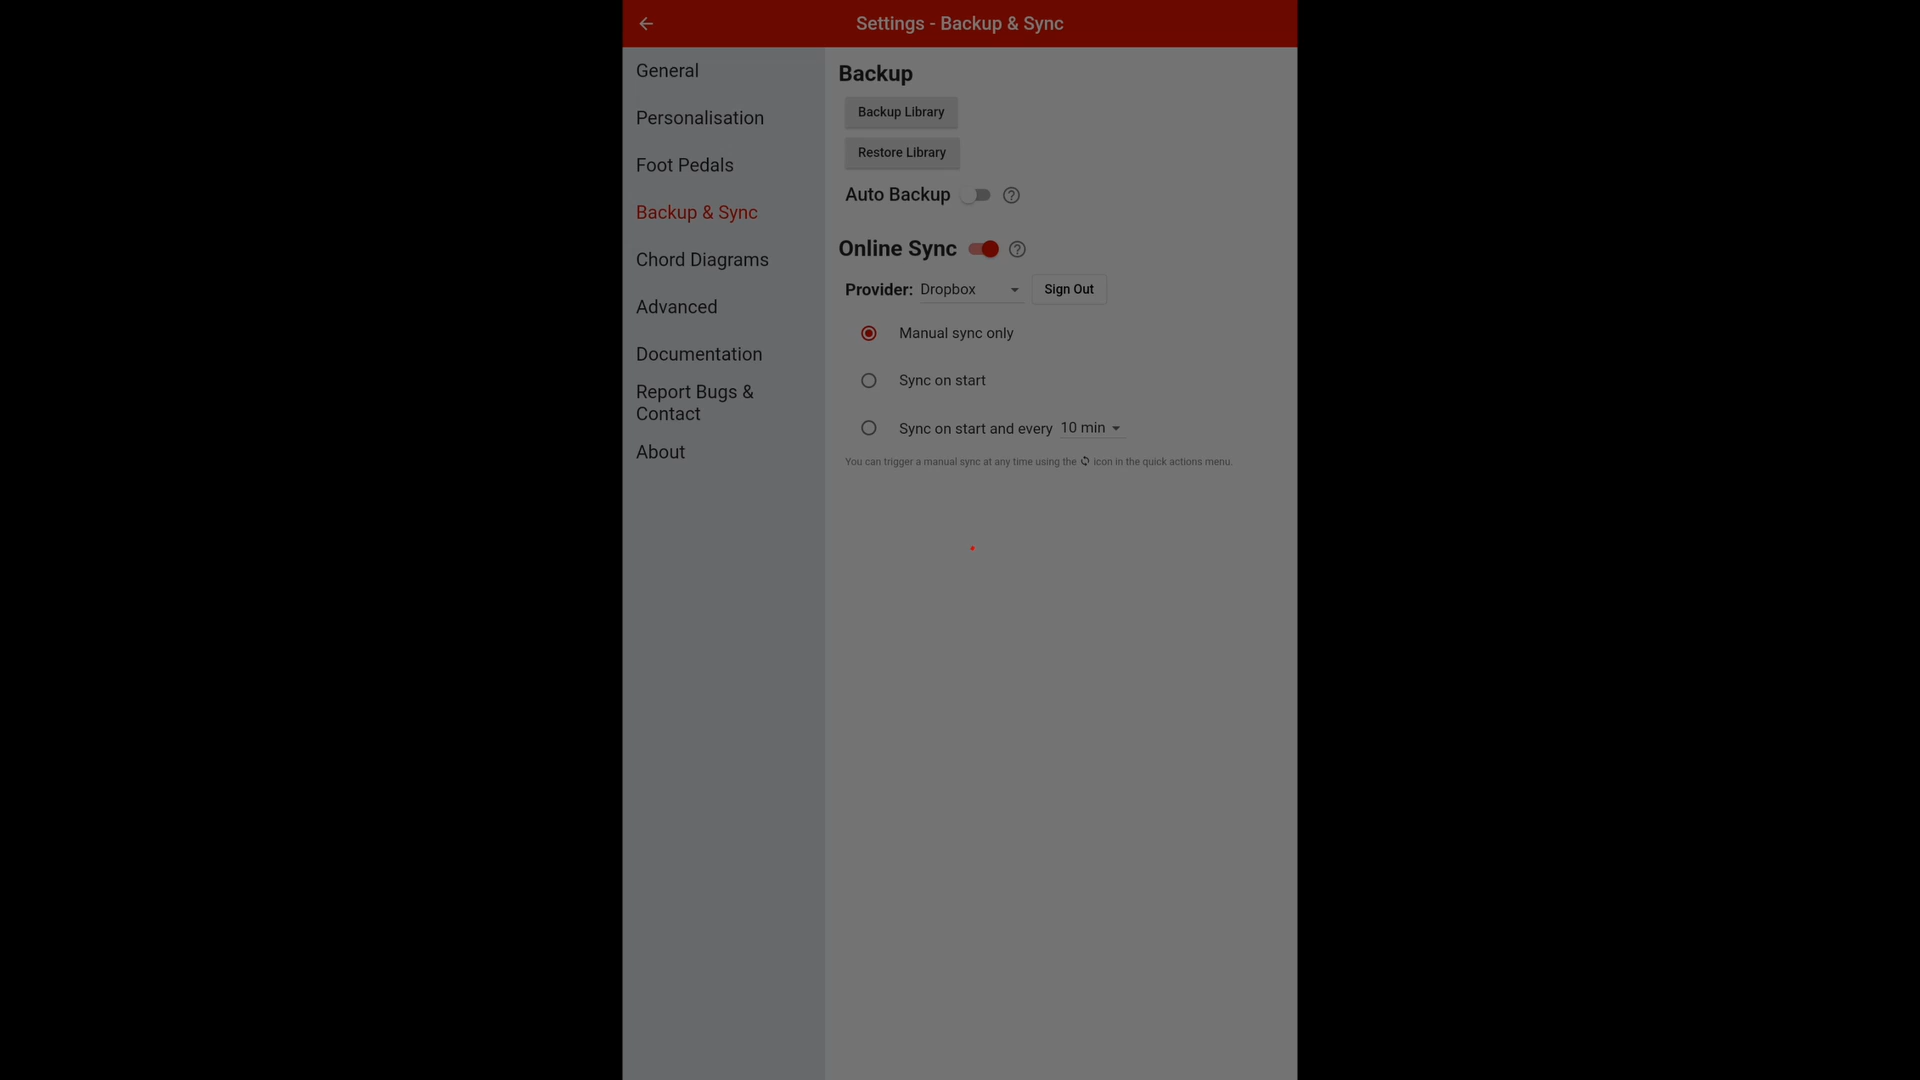 Settings - Backup & Sync
General
Personalisation
Foot Pedals
Backup & Sync
Chord Diagrams
Advanced
Documentation
Report Bugs &
Contact
About
Backup
Backup Library
Restore Library
Auto Backup
Online Sync
Provider: Dropbox Sign Out
Manual sync only
Sync on start
Sync on start and every 10 min
You can trigger a manual sync at any time using the icon in the quick actions menu.